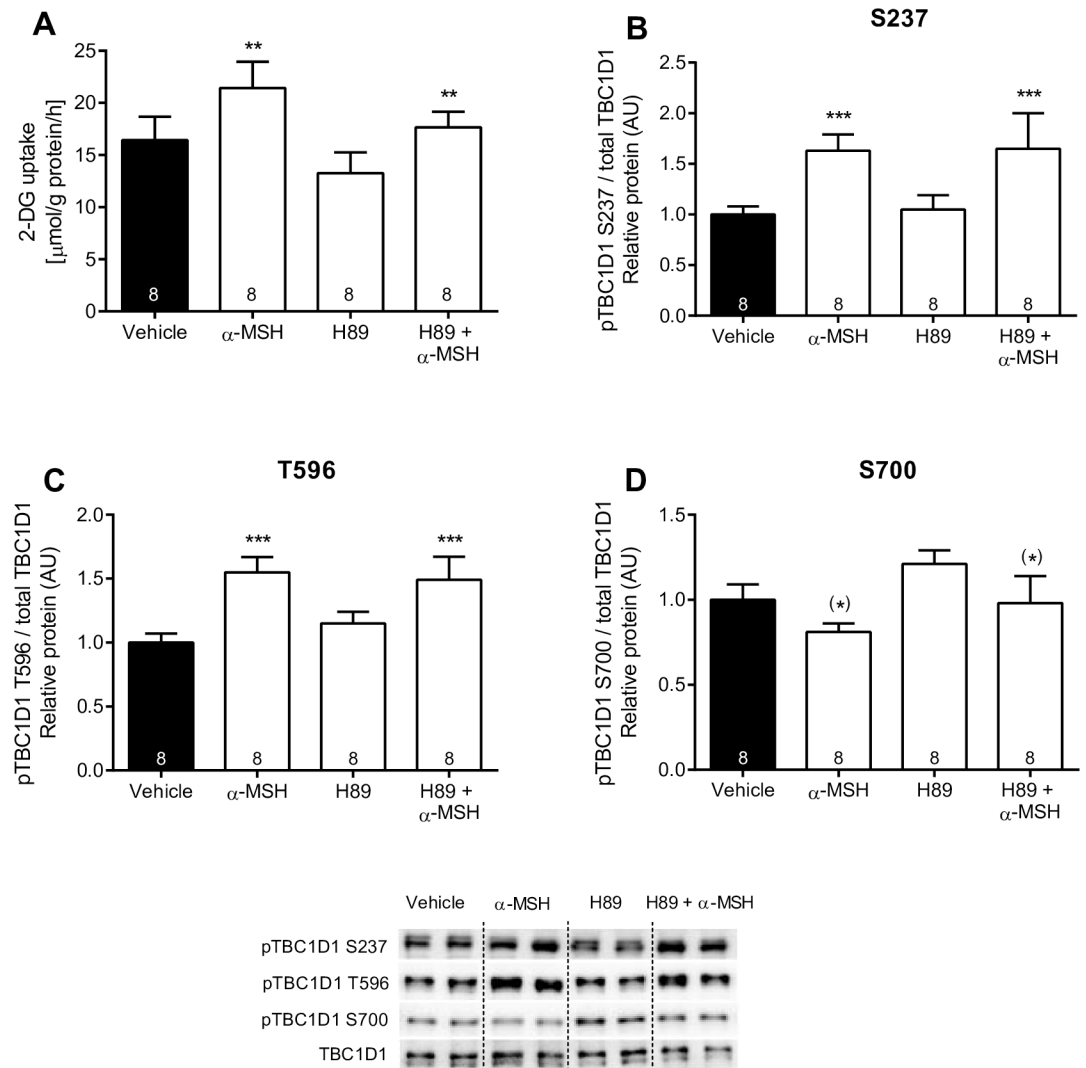 A
2-DG uptake
[μmol/g protein/h]
25
20
15
10
5
0
**
**
8
8
8
8
Vehicle
α-MSH
H89
H89 +
α-MSH
B
S237
pTBC1D1 S237 / total TBC1D1
Relative protein (AU)
2.5
2.0
1.5
1.0
0.5
0.0
***
***
8
8
8
8
Vehicle
α-MSH
H89
H89 +
α-MSH
C
T596
pTBC1D1 T596 / total TBC1D1
Relative protein (AU)
2.0
1.5
1.0
0.5
0.0
***
***
8
8
8
8
Vehicle
α-MSH
H89
H89 +
α-MSH
D
S700
pTBC1D1 S700 / total TBC1D1
Relative protein (AU)
1.5
1.0
0.5
0.0
(*)
(*)
8
8
8
8
Vehicle
α-MSH
H89
H89 +
α-MSH
Vehicle α-MSH H89 H89 + α-MSH
pTBC1D1 S237
pTBC1D1 T596
pTBC1D1 S700
TBC1D1